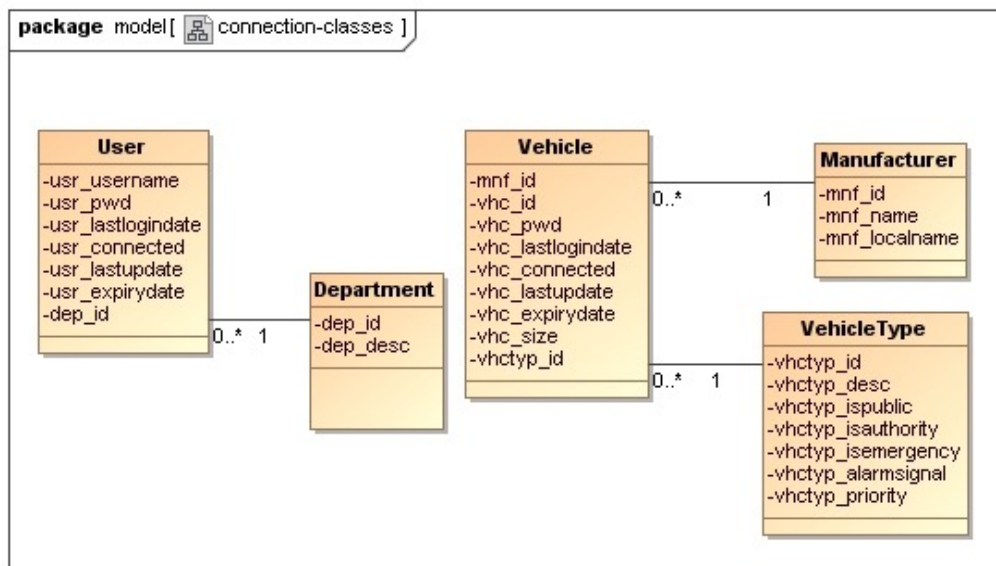 package model[ connection-classes ]
User
-usr_username
-usr_pwd
-usr_lastlogindate
-usr_connected
-usr_lastupdate
-usr_expirydate
-dep_id
0..* 1
Department
-dep_id
-dep_desc
Vehicle
-mnf_id
-vhc_id
-vhc_pwd
-vhc_lastlogindate
-vhc_connected
-vhc_lastupdate
-vhc_expirydate
-vhc_size
-vhctyp_id
0..* 1
Manufacturer
-mnf_id
-mnf_name
-mnf_localname
0..* 1
VehicleType
-vhctyp_id
-vhctyp_desc
-vhctyp_ispublic
-vhctyp_isauthority
-vhctyp_isemergency
-vhctyp_alarmsignal
-vhctyp_priority